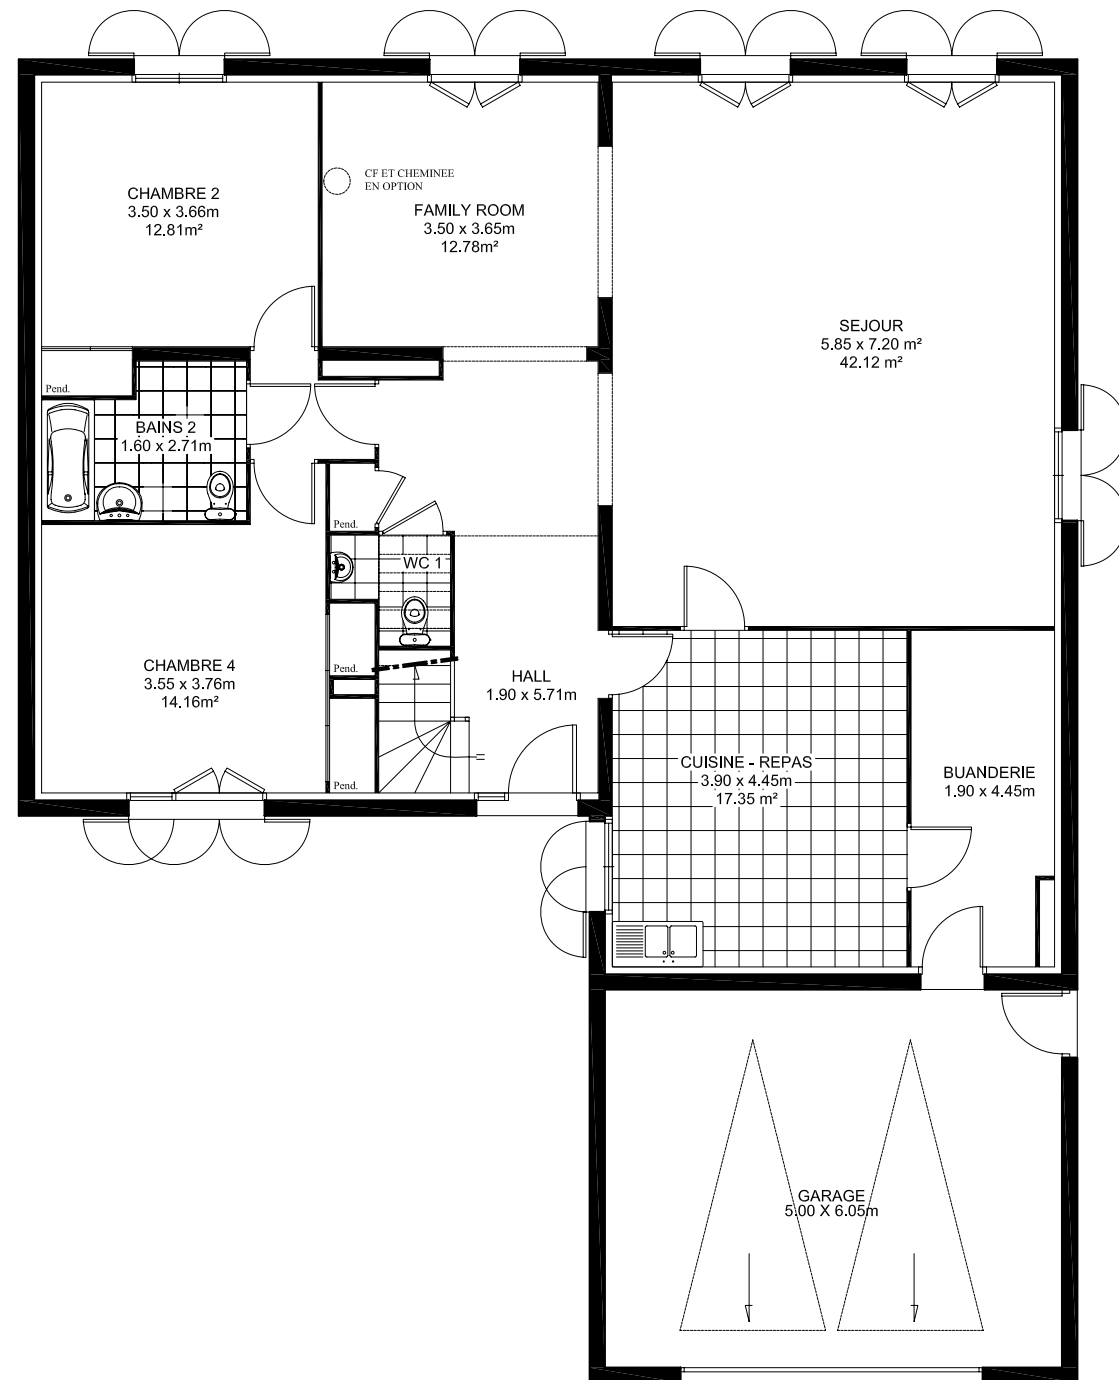 CHAMBRE 2
3.50 x 3.66m
12.81m²
CF ET CHEMINEE
EN OPTION
FAMILY ROOM
3.50 x 3.65m
12.78m²
SEJOUR
5.85 x 7.20 m²
42.12 m²
Pend.
BAINS 2
1.60 x 2.71m
Pend.
WC 1
CHAMBRE 4
3.55 x 3.76m
14.16m²
Pend.
HALL
1.90 x 5.71m
Pend.
CUISINE - REPAS
3.90 x 4.45m
17.35 m²
BUANDERIE
1.90 x 4.45m
GARAGE
5.00 X 6.05m